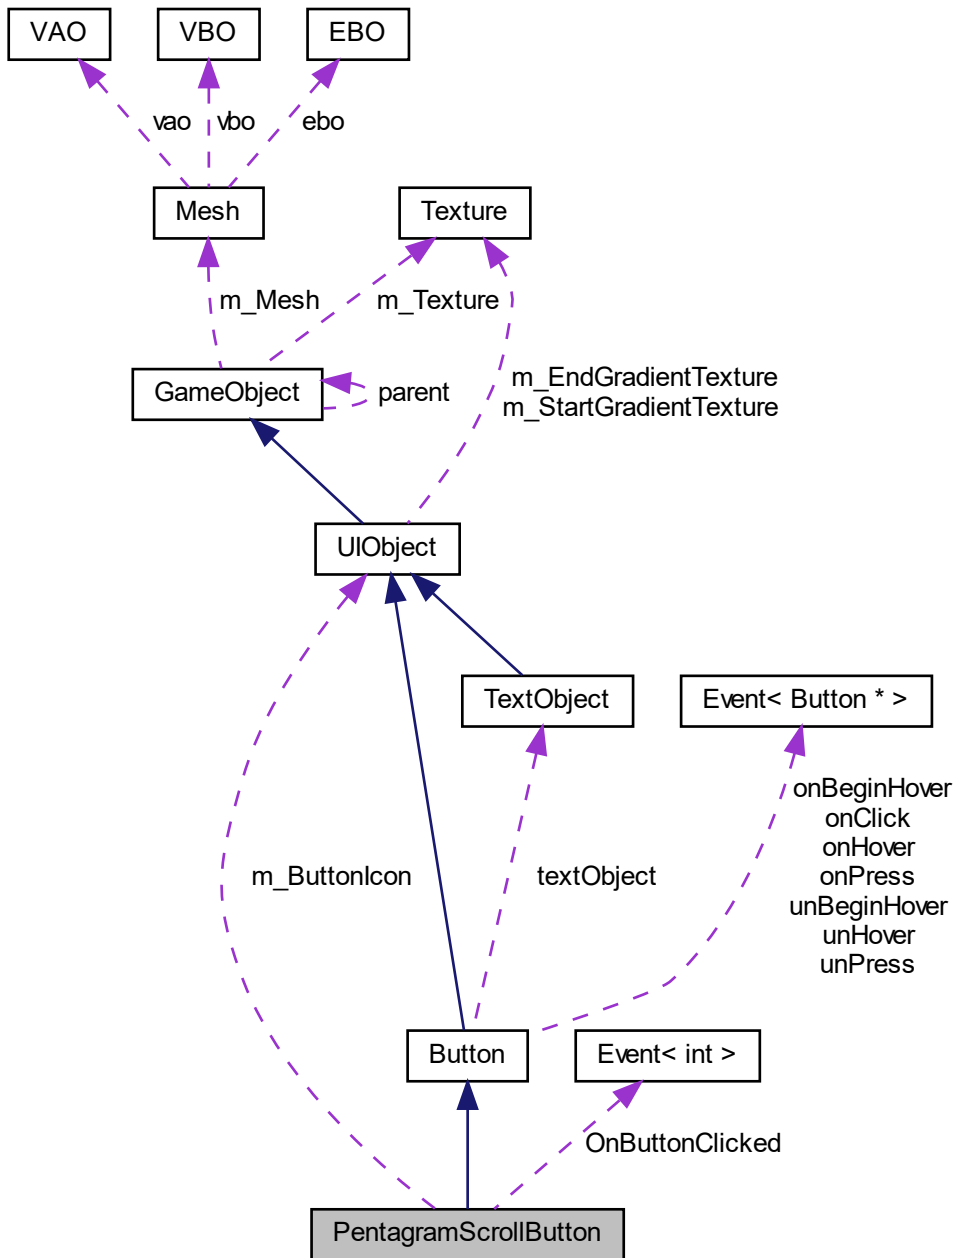 VAO
VBO
EBO
vao
vbo
ebo
Mesh
Texture
m_Mesh
m_Texture
GameObject
parent
m_EndGradientTexture
m_StartGradientTexture
UIObject
TextObject
Event< Button * >
m_ButtonIcon
textObject
onBeginHover
onClick
onHover
onPress
unBeginHover
unHover
unPress
Button
Event< int >
OnButtonClicked
PentagramScrollButton